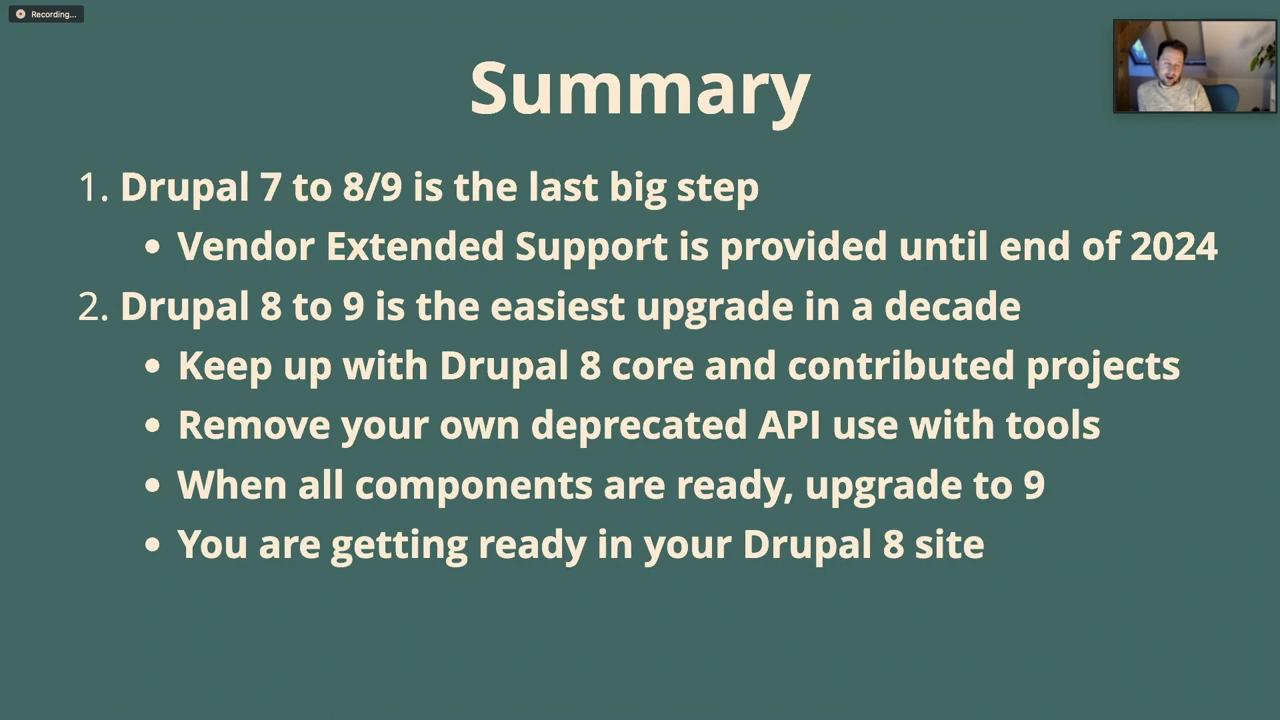 Recording...
Summary
1. Drupal 7 to 8/9 is the last big step
• Vendor Extended Support is provided until end of 2024
2. Drupal 8 to 9 is the easiest upgrade in a decade
• Keep up with Drupal 8 core and contributed projects
• Remove your own deprecated API use with tools
• When all components are ready, upgrade to 9
• You are getting ready in your Drupal 8 site